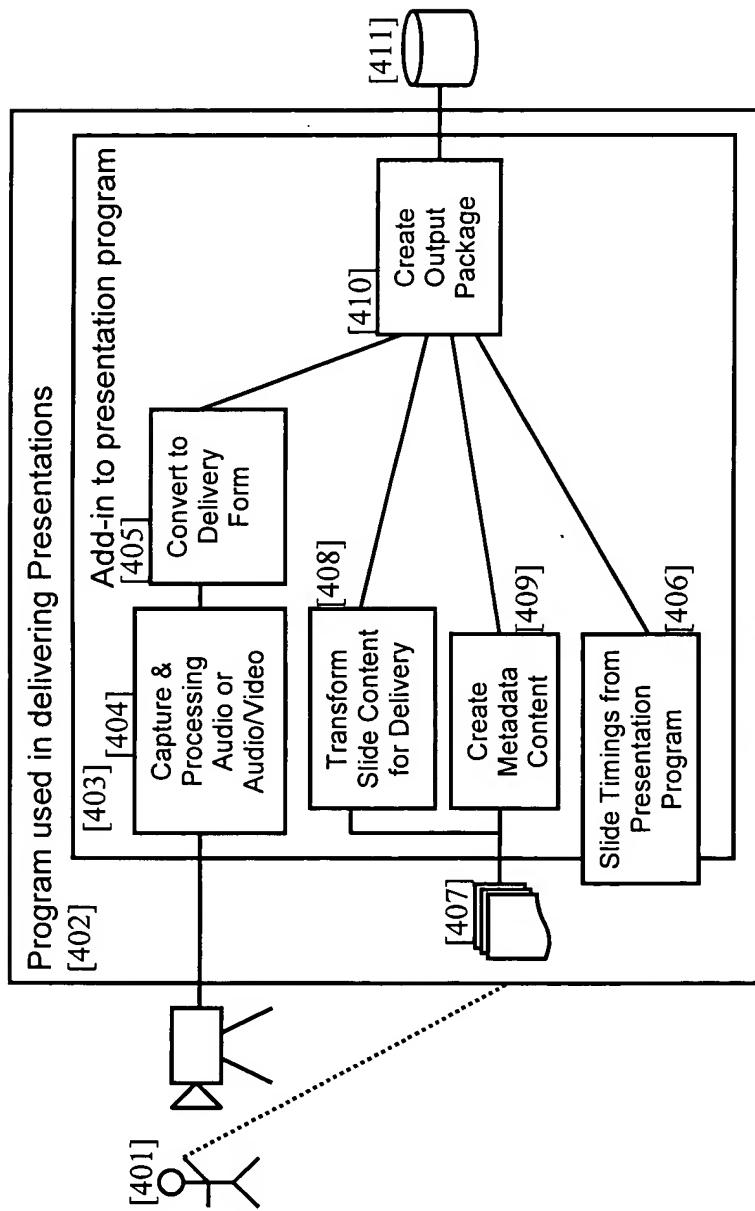 Program used in delivering Presentations
[402]
Add-in to presentation program
[403]
[404]
Capture &
Processing
Audio or
Audio/Video
[405]
Convert to
Delivery
Form
[401]
[408]
Transform
Slide Content
for Delivery
[407]
[409]
Create
Metadata
Content
[406]
Slide Timings from
Presentation
Program
[410]
Create
Output
Package
[411]